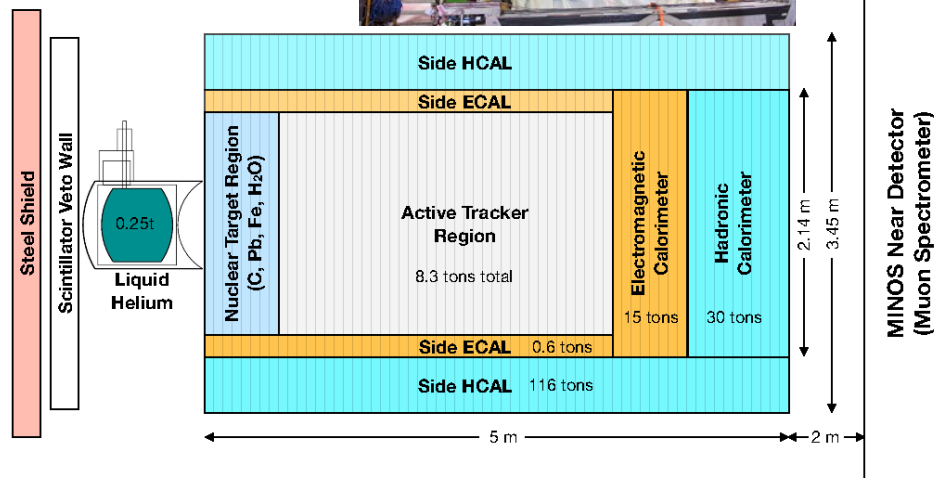 Steel Shield
Scintillator Veto Wall
0.25t
Liquid
Helium
Side HCAL
Side ECAL
Nuclear Target Region
(C, Pb, Fe, H₂O)
Active Tracker
Region
8.3 tons total
Electromagnetic
Calorimeter
15 tons
Hadronic
Calorimeter
30 tons
Side ECAL 0.6 tons
Side HCAL 116 tons
2.14 m
3.45 m
5 m
2 m
MINOS Near Detector
(Muon Spectrometer)